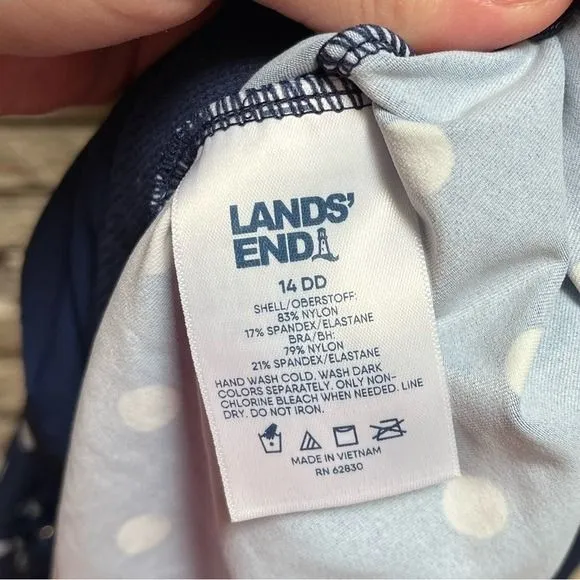 LANDS'
END
14 DD
SHELL/OBERSTOFF:
83% NYLON
17% SPANDEX/ELASTANE
BRA/BH:
79% NYLON
21% SPANDEX/ELASTANE
HAND WASH COLD. WASH DARK
COLORS SEPARATELY. ONLY NON-
CHLORINE BLEACH WHEN NEEDED. LINE
DRY. DO NOT IRON.
MADE IN VIETNAM
RN 62830